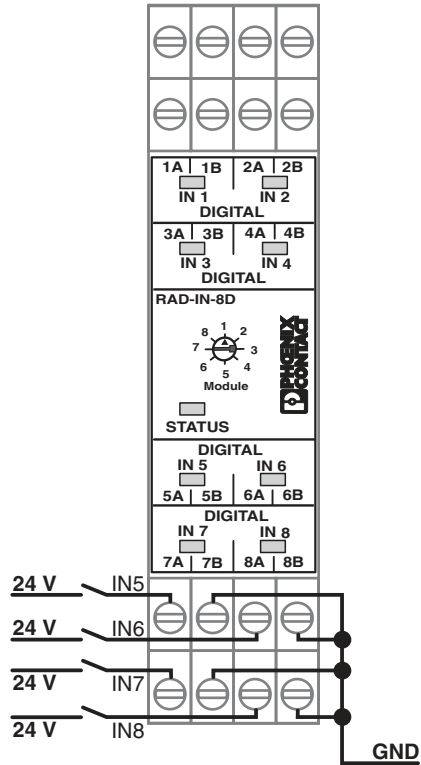 1A 1B 2A 2B
IN 1 IN 2
DIGITAL
3A 3B 4A 4B
IN 3 IN 4
DIGITAL
RAD-IN-8D
1
8 2
7 3
6 4
5
Module
PHŒNIX
CONTACT
STATUS
DIGITAL
IN 5 IN 6
5A 5B 6A 6B
DIGITAL
IN 7 IN 8
7A 7B 8A 8B
24 V IN5
24 V IN6
24 V IN7
24 V IN8
GND